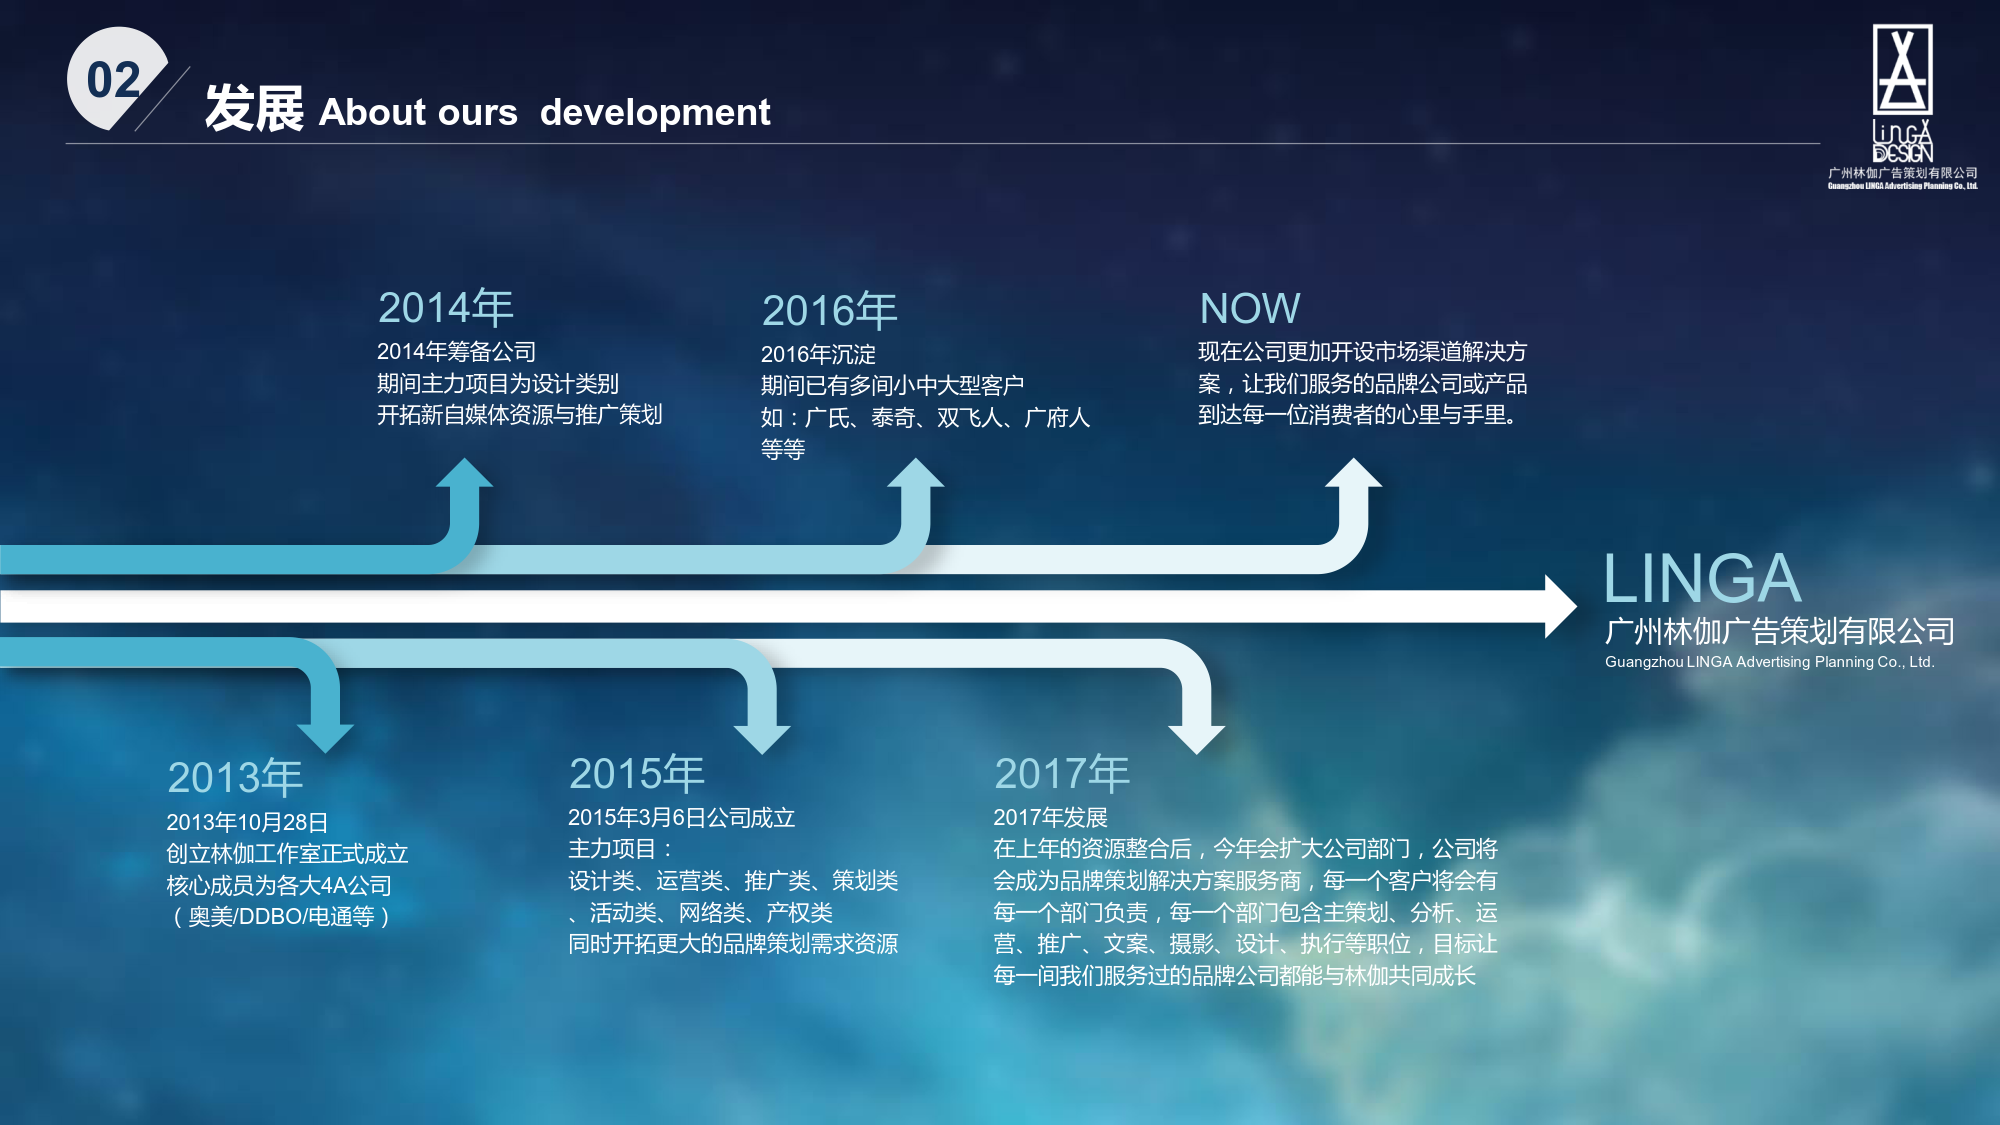 02
发展 About ours  development
LinGA
DESIGN
广州林伽广告策划有限公司
Guangzhou LINGA Advertising Planning Co., Ltd.
2014年
2014年筹备公司
期间主力项目为设计类别
开拓新自媒体资源与推广策划
2016年
2016年沉淀
期间已有多间小中大型客户
如：广氏、泰奇、双飞人、广府人
等等
NOW
现在公司更加开设市场渠道解决方
案，让我们服务的品牌公司或产品
到达每一位消费者的心里与手里。
LINGA
广州林伽广告策划有限公司
Guangzhou LINGA Advertising Planning Co., Ltd.
2013年
2013年10月28日
创立林伽工作室正式成立
核心成员为各大4A公司
（奥美/DDBO/电通等）
2015年
2015年3月6日公司成立
主力项目：
设计类、运营类、推广类、策划类
、活动类、网络类、产权类
同时开拓更大的品牌策划需求资源
2017年
2017年发展
在上年的资源整合后，今年会扩大公司部门，公司将
会成为品牌策划解决方案服务商，每一个客户将会有
每一个部门负责，每一个部门包含主策划、分析、运
营、推广、文案、摄影、设计、执行等职位，目标让
每一间我们服务过的品牌公司都能与林伽共同成长